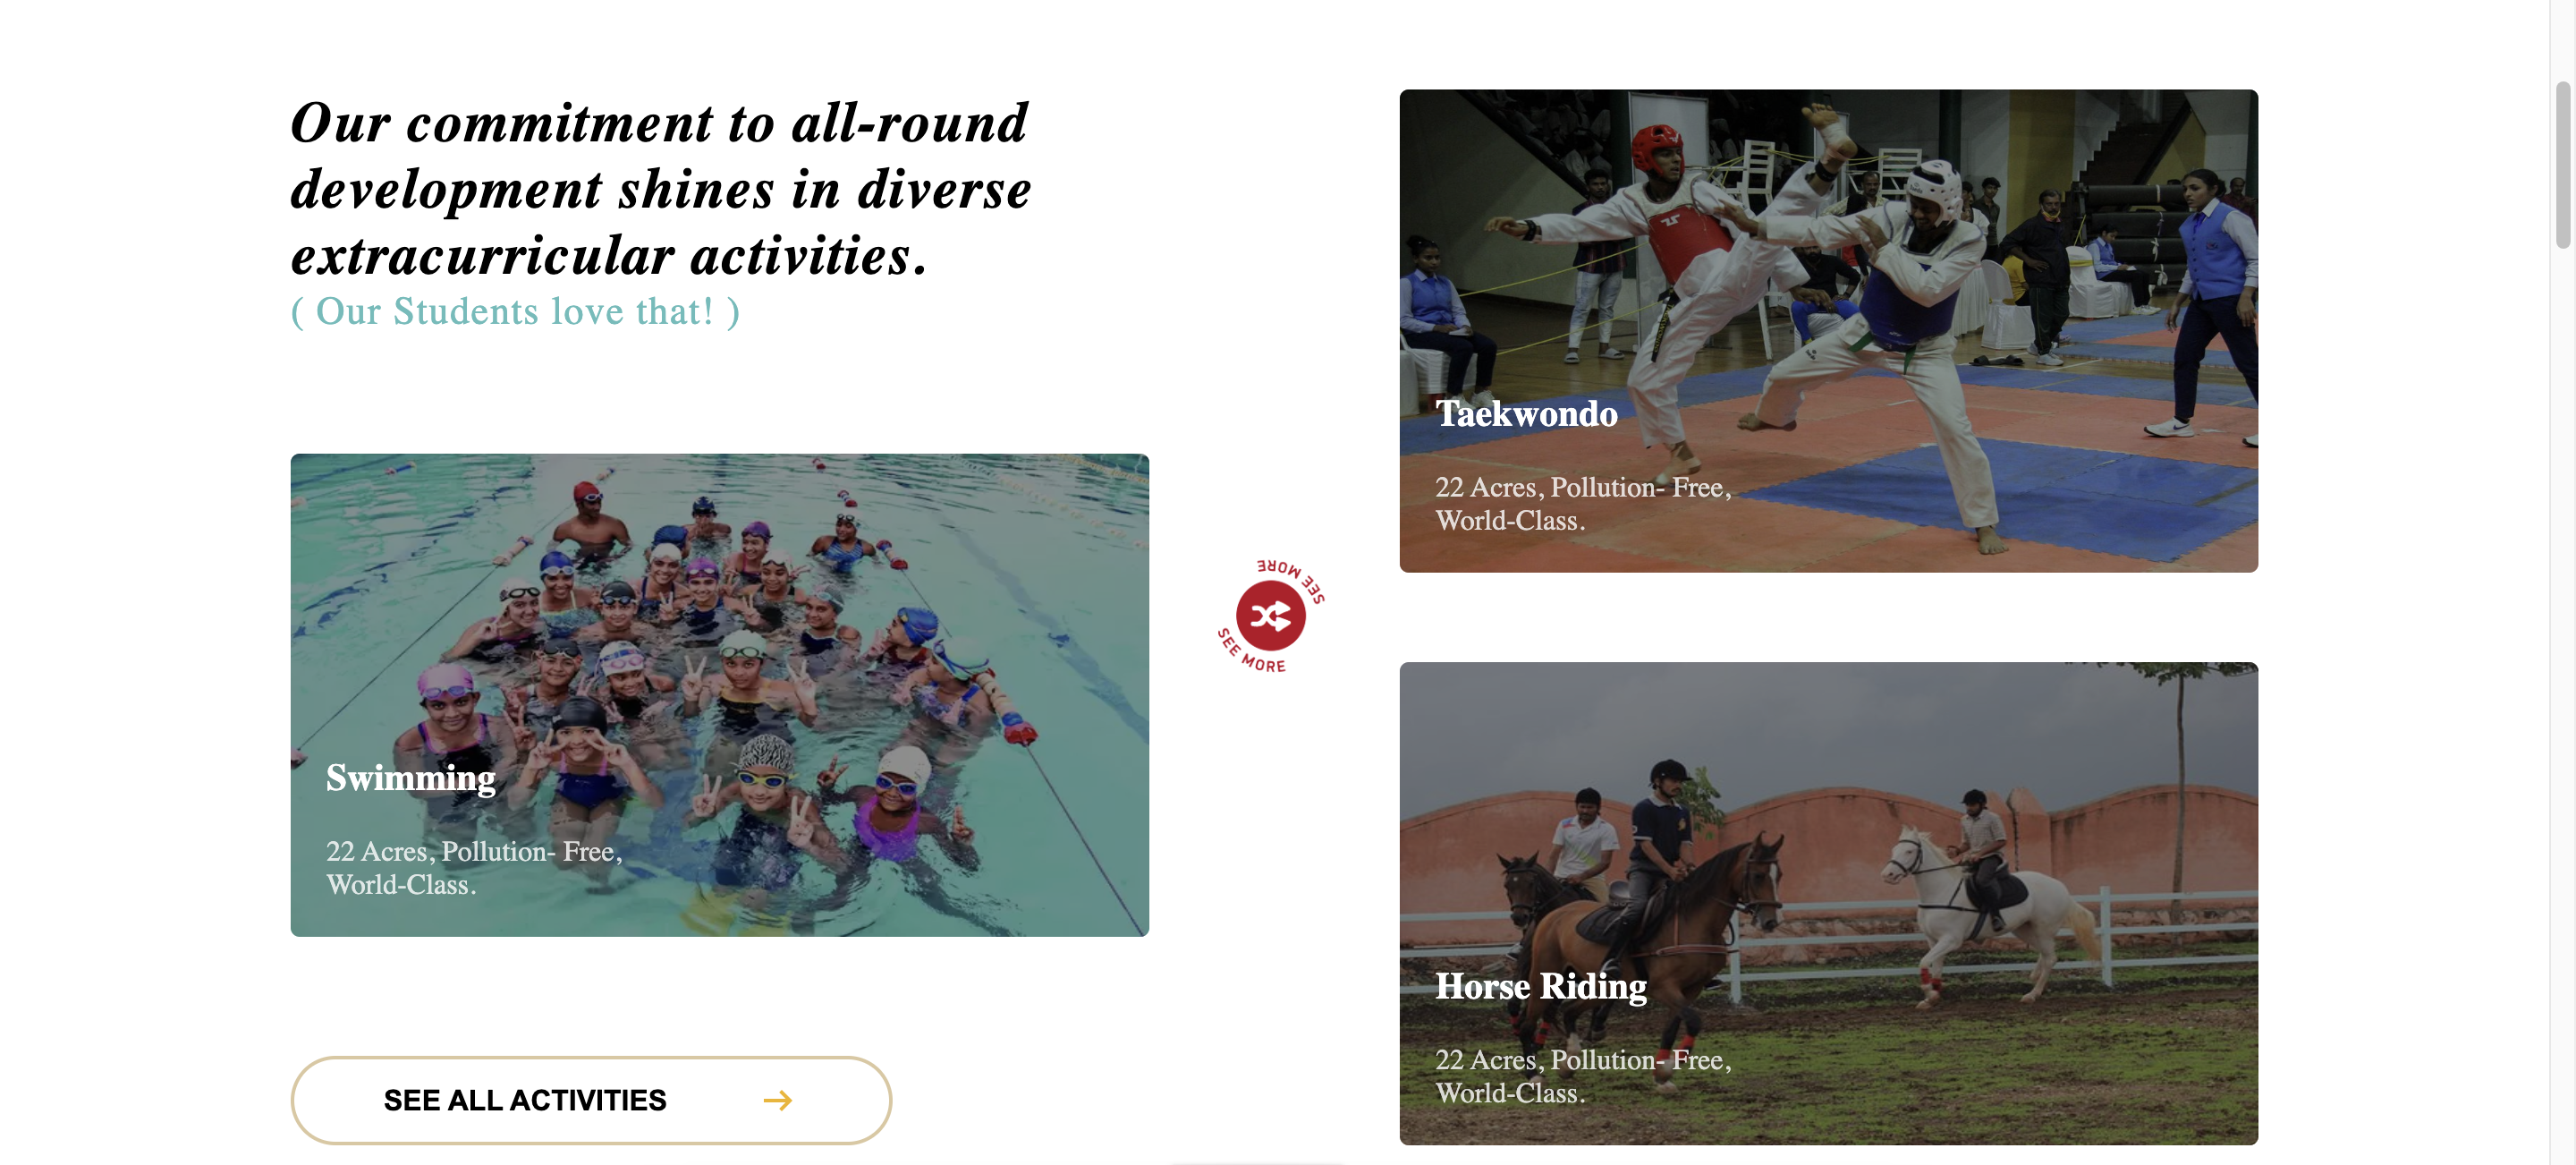 Our commitment to all-round
development shines in diverse
extracurricular activities.
( Our Students love that! )
Swimming
22 Acres, Pollution- Free,
World-Class.
SEE ALL ACTIVITIES
SEE MORE
SEE MORE
Taekwondo
22 Acres, Pollution- Free,
World-Class.
Horse Riding
22 Acres, Pollution- Free,
World-Class.